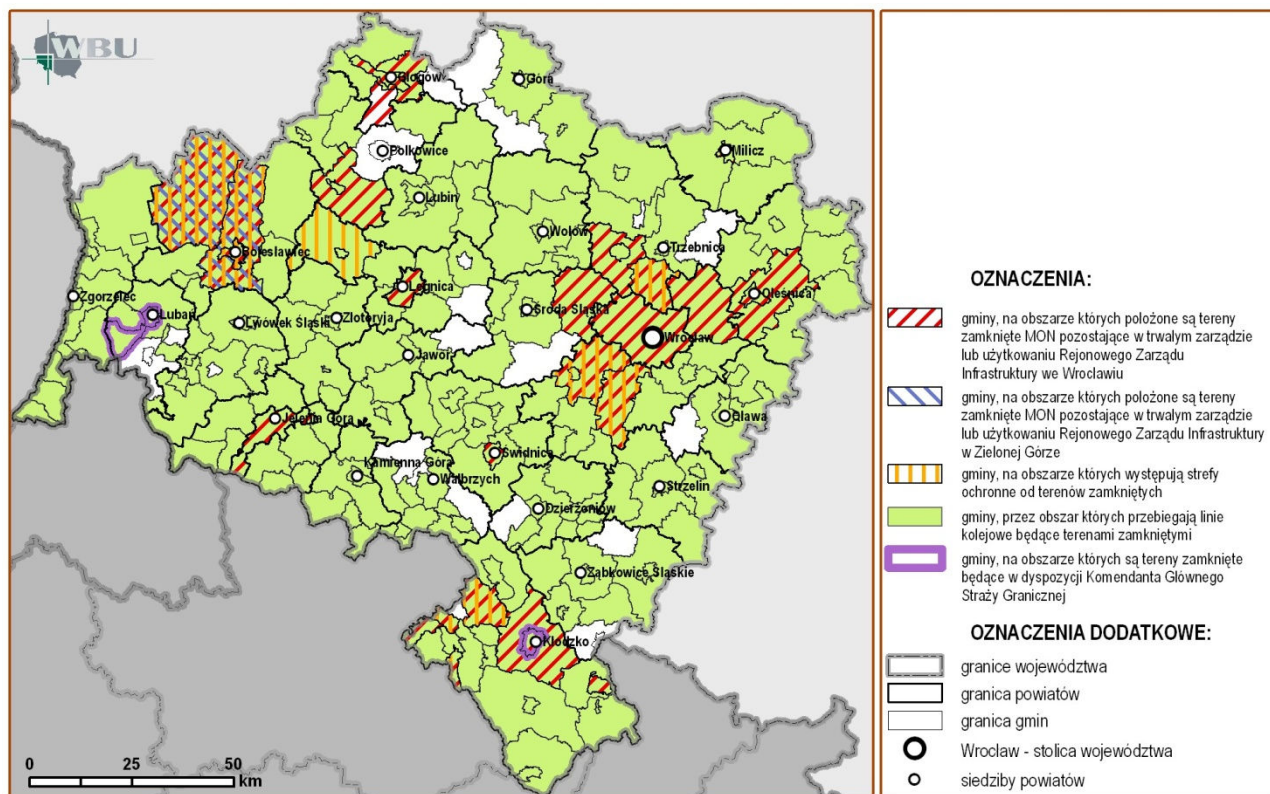 WBU
Głogów
Góra
Polkowice
Milicz
Lubin
Wołów
Trzebnica
Bolesławiec
Legnica
Oleśnica
Zgorzelec
Lubań
Lwówek Śląski
Złotoryja
Środa Śląska
Wrocław
Jawor
Jelenia Góra
Oława
Świdnica
Kamienna Góra
Wałbrzych
Strzelin
Dzierżoniów
Ząbkowice Śląskie
Kłodzko
0 25 50
km
OZNACZENIA:
gminy, na obszarze których położone są tereny
zamknięte MON pozostające w trwałym zarządzie
lub użytkowaniu Rejonowego Zarządu
Infrastruktury we Wrocławiu
gminy, na obszarze których położone są tereny
zamknięte MON pozostające w trwałym zarządzie
lub użytkowaniu Rejonowego Zarządu Infrastruktury
w Zielonej Górze
gminy, na obszarze których występują strefy
ochronne od terenów zamkniętych
gminy, przez obszar których przebiegają linie
kolejowe będące terenami zamkniętymi
gminy, na obszarze których są tereny zamknięte
będące w dyspozycji Komendanta Głównego
Straży Granicznej
OZNACZENIA DODATKOWE:
granice województwa
granica powiatów
granica gmin
Wrocław - stolica województwa
siedziby powiatów